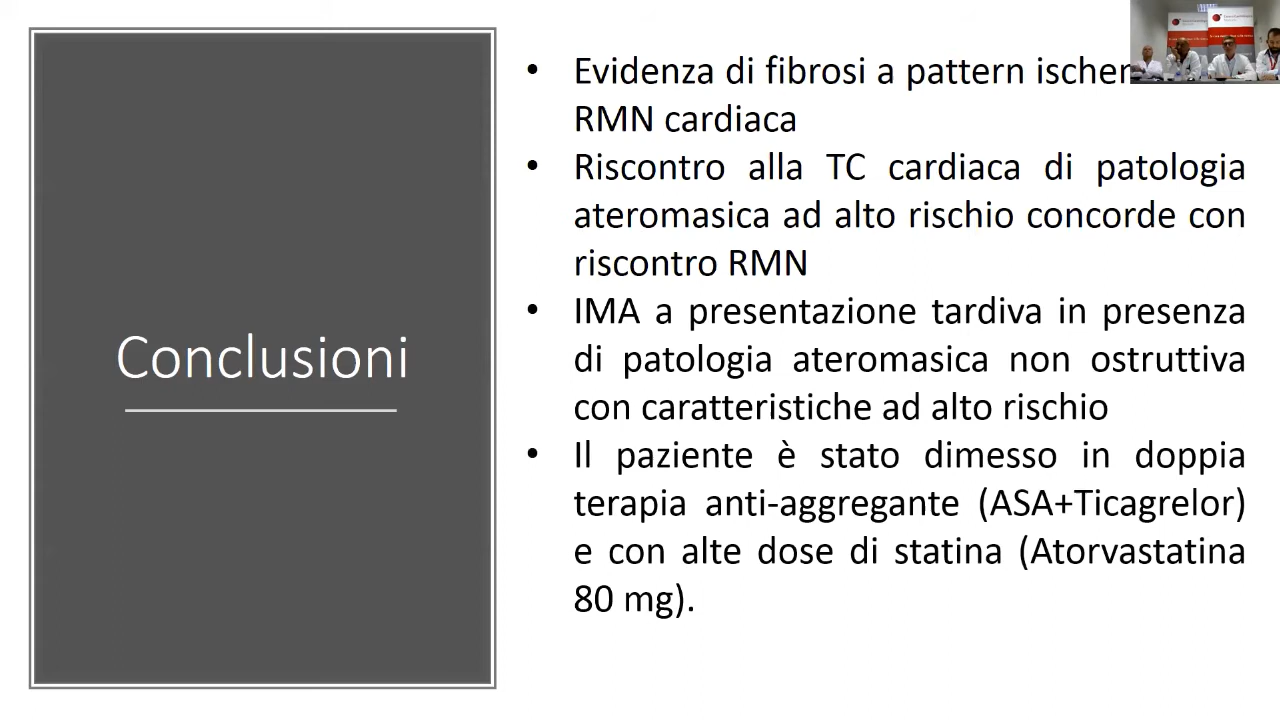 Conclusioni
• Evidenza di fibrosi a pattern
RMN cardiaca
• Riscontro alla TC cardiaca di patologia
ateromasica ad alto rischio concorde con
riscontro RMN
• IMA a presentazione tardiva in presenza
di patologia ateromasica non ostruttiva
con caratteristiche ad alto rischio
• Il paziente è stato dimesso in doppia
terapia anti-aggregante (ASA+Ticagrelor)
e con alte dose di statina (Atorvastatina
80 mg).